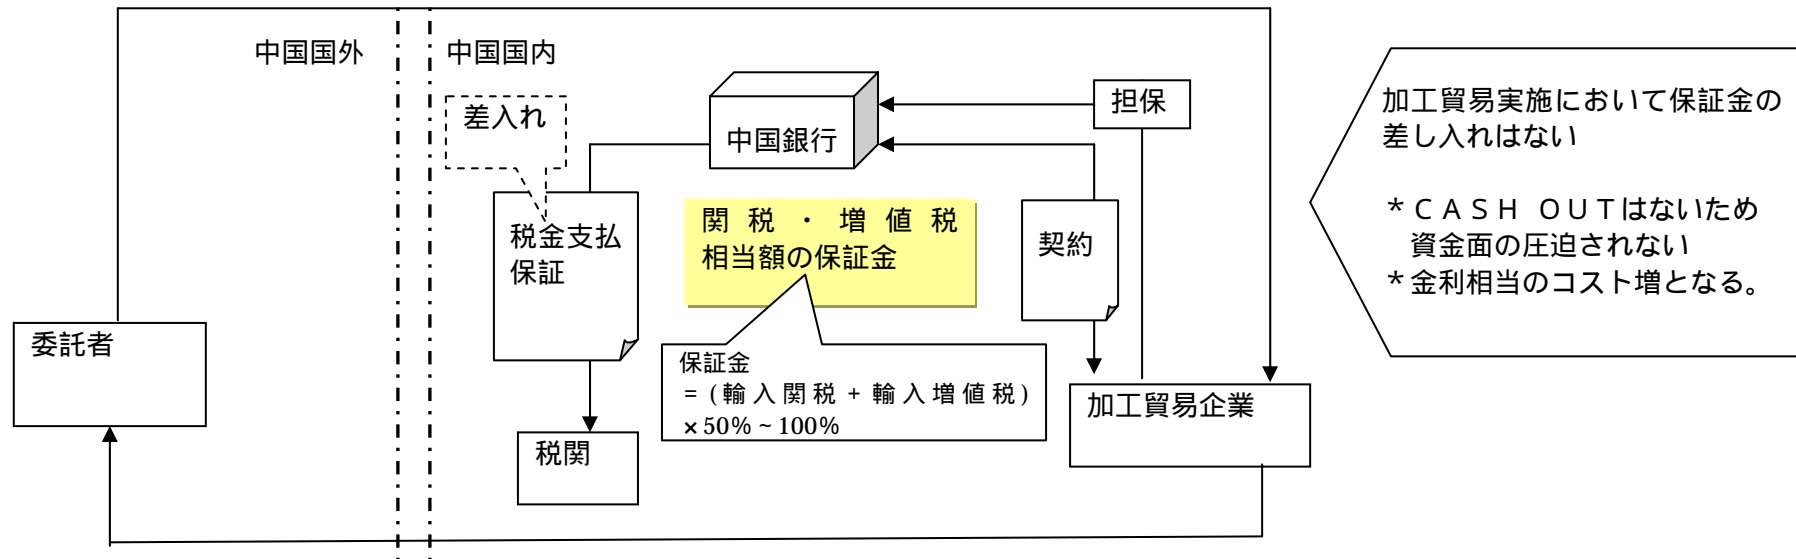 中国国外
中国国内
差入れ
中国銀行
担保
税金支払
保証
関税・増値税
相当額の保証金
契約
委託者
保証金
=(輸入関税+輸入増値税)
×50%~100%
加工貿易企業
税関
加工貿易実施において保証金の
差し入れはない
*CASH OUTはないため
資金面の圧迫されない
*金利相当のコスト増となる。